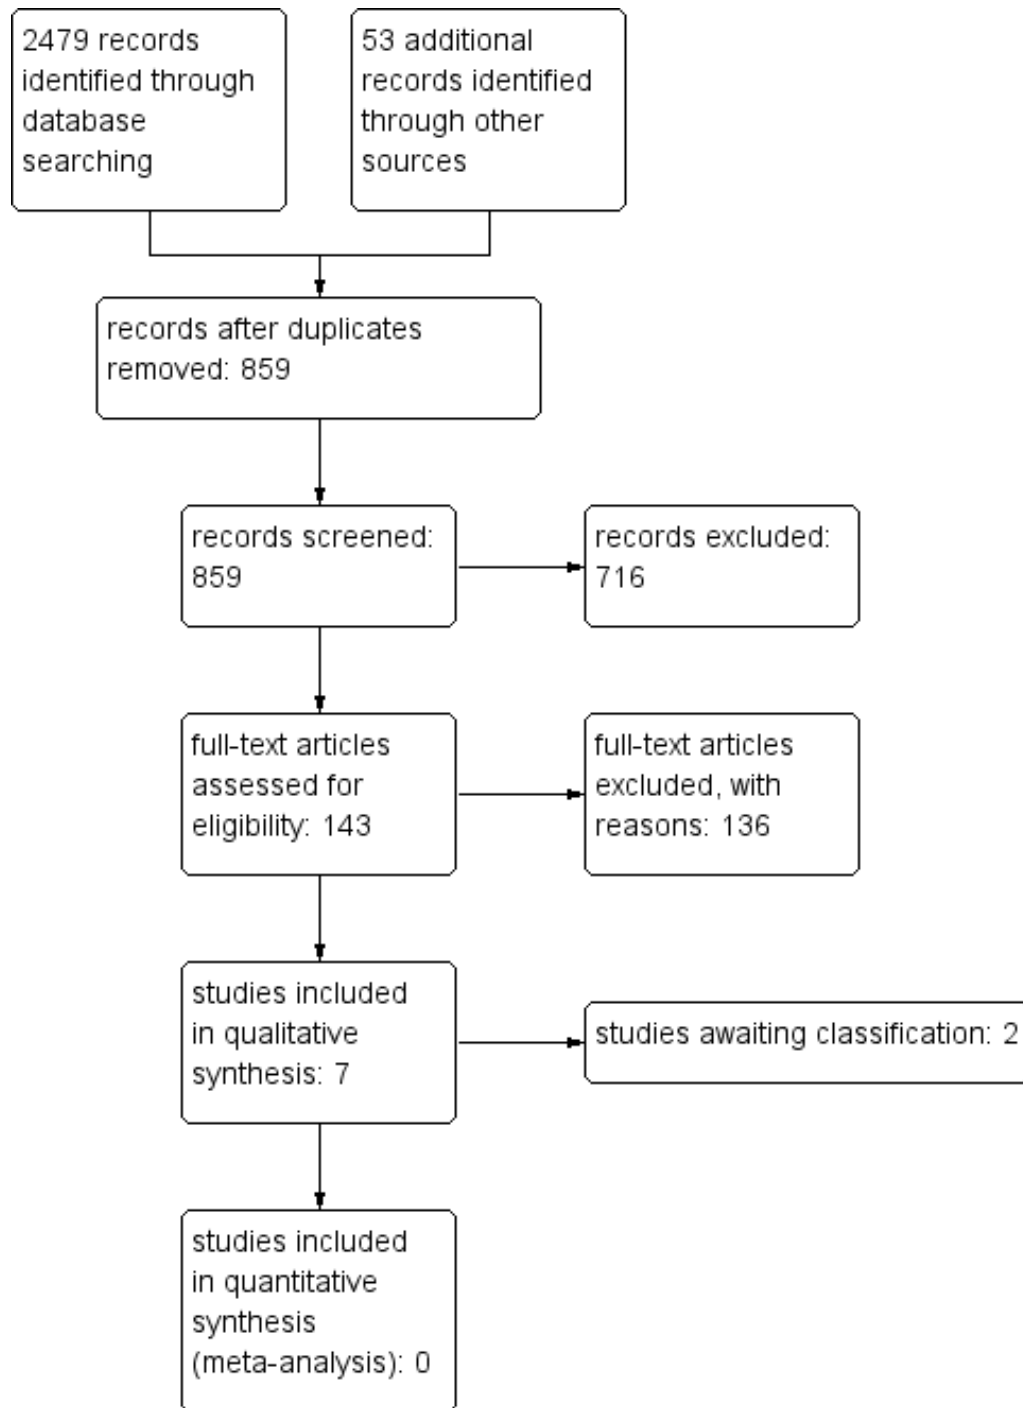 2479 records
identified through
database
searching
53 additional
records identified
through other
sources
records after duplicates
removed: 859
records screened:
859
records excluded:
716
full-text articles
assessed for
eligibility: 143
full-text articles
excluded, with
reasons: 136
studies included
in qualitative
synthesis: 7
studies awaiting classification: 2
studies included
in quantitative
synthesis
(meta-analysis): 0